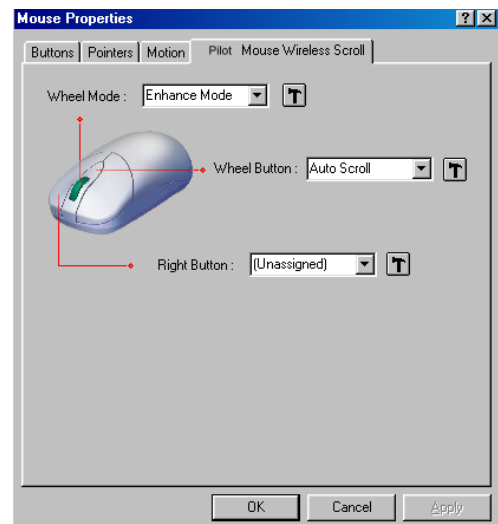 Mouse Properties
Buttons Pointers Motion Pilot Mouse Wireless Scroll
Wheel Mode : Enhance Mode
Wheel Button : Auto Scroll
Right Button : (Unassigned)
OK Cancel Apply